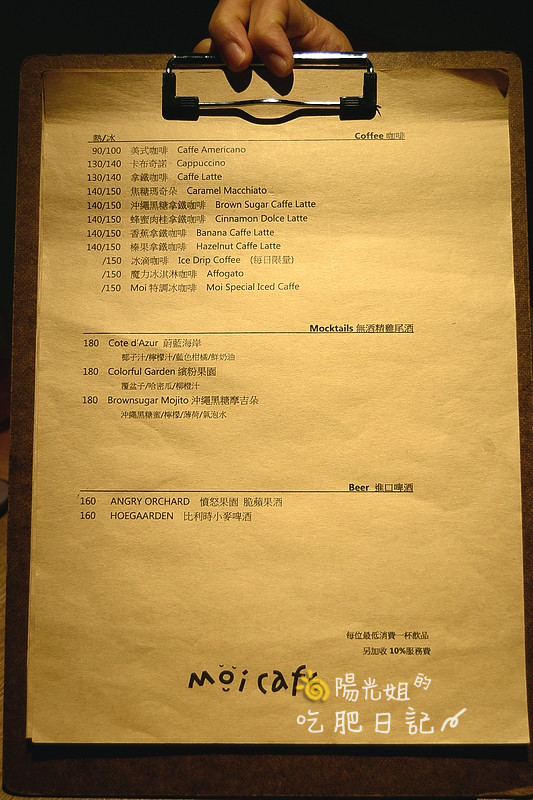 熱/冰 Coffee 咖啡
90/100 美式咖啡 Caffe Americano
130/140 卡布奇諾 Cappuccino
130/140 拿鐵咖啡 Caffe Latte
140/150 焦糖瑪奇朵 Caramel Macchiato
140/150 沖繩黑糖拿鐵咖啡 Brown Sugar Caffe Latte
140/150 蜂蜜肉桂拿鐵咖啡 Cinnamon Dolce Latte
140/150 香蕉拿鐵咖啡 Banana Caffe Latte
140/150 榛果拿鐵咖啡 Hazelnut Caffe Latte
/150 冰滴咖啡 Ice Drip Coffee (每日限量)
/150 魔力冰淇淋咖啡 Affogato
/150 Moi 特調冰咖啡 Moi Special Iced Caffe
Mocktails 無酒精雞尾酒
180 Cote d'Azur 蔚藍海岸
椰子汁/檸檬汁/藍色柑橘/鮮奶油
180 Colorful Garden 繽粉果園
覆盆子/哈密瓜/柳橙汁
180 Brownsugar Mojito 沖繩黑糖摩吉朵
沖繩黑糖蜜/檸檬/薄荷/氣泡水
Beer 進口啤酒
160 ANGRY ORCHARD 憤怒果園 脆蘋果酒
160 HOEGAARDEN 比利時小麥啤酒
每位最低消費一杯飲品
另加收 10%服務費
moi cafe
陽光姐的
吃肥日記